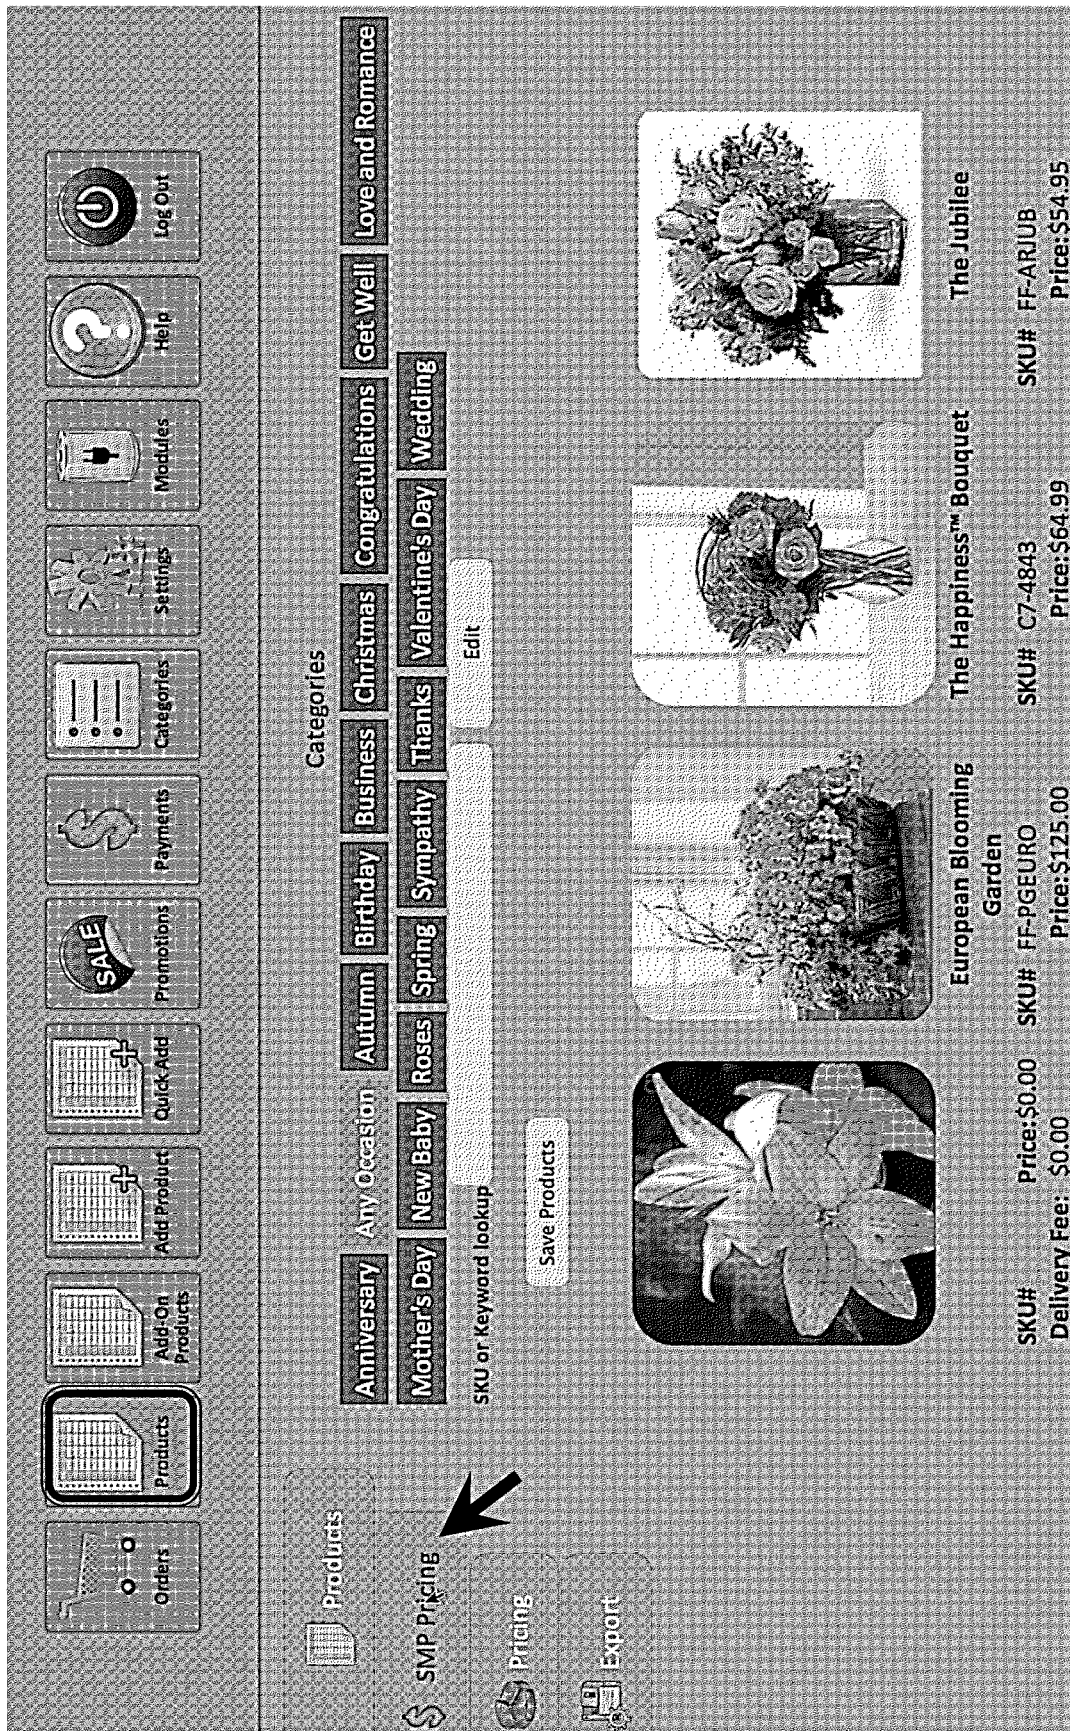 Orders
Products
Add-On
Products
Add Product
Quick Add
SALE
Promotions
Payments
Categories
Settings
Modules
?
Help
Log Out
Products
SMP Pricing
Pricing
Export
Categories
Anniversary Any Occasion Autumn Birthday Business Christmas Congratulations Get Well Love and Romance
Mother's Day New Baby Roses Spring Sympathy Thanks Valentine's Day Wedding
SKU or Keyword lookup Edit
Save Products
SKU# Price:$0.00
Delivery Fee: $0.00
European Blooming
Garden
SKU# FF-PGEURO
Price:$125.00
The Happiness™ Bouquet
SKU# C7-4843
Price:$64.99
The Jubilee
SKU# FF-ARJUB
Price:$54.95